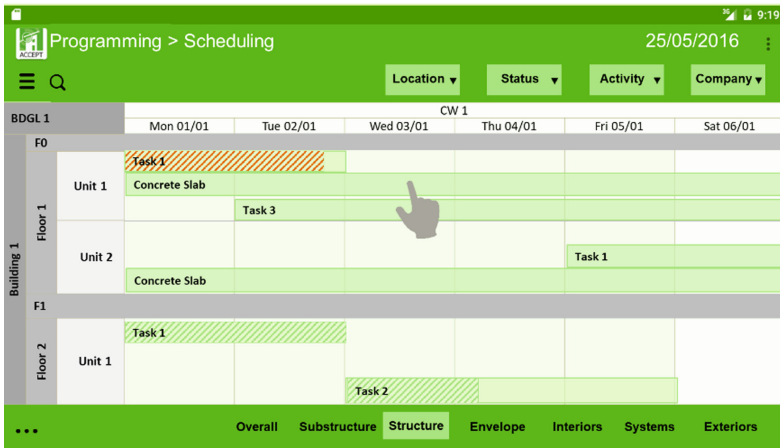 3G 9:19
ACCEPT
Programming > Scheduling 25/05/2016
Location Status Activity Company
BDGL 1 CW 1
Mon 01/01 Tue 02/01 Wed 03/01 Thu 04/01 Fri 05/01 Sat 06/01
F0
Building 1
Floor 1
Unit 1
Task 1
Concrete Slab
Task 3
Unit 2
Task 1
Concrete Slab
F1
Floor 2
Unit 1
Task 1
Task 2
... Overall Substructure Structure Envelope Interiors Systems Exteriors